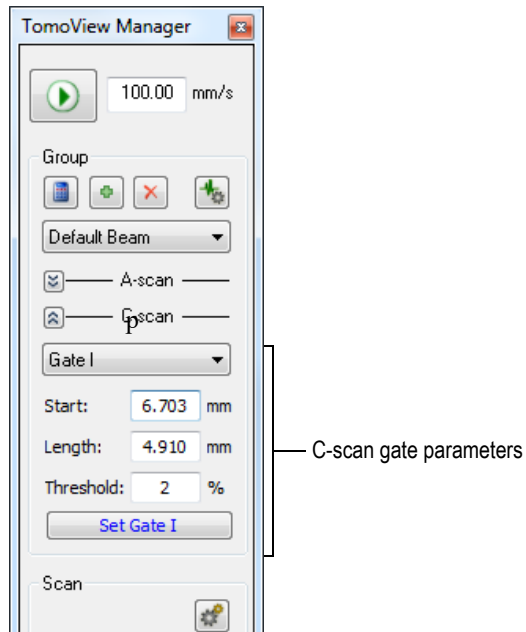 TomoView Manager
100.00 mm/s
Group
Default Beam
A-scan
C-scan
p
Gate I
Start: 6.703 mm
Length: 4.910 mm
C-scan gate parameters
Threshold: 2 %
Set Gate I
Scan